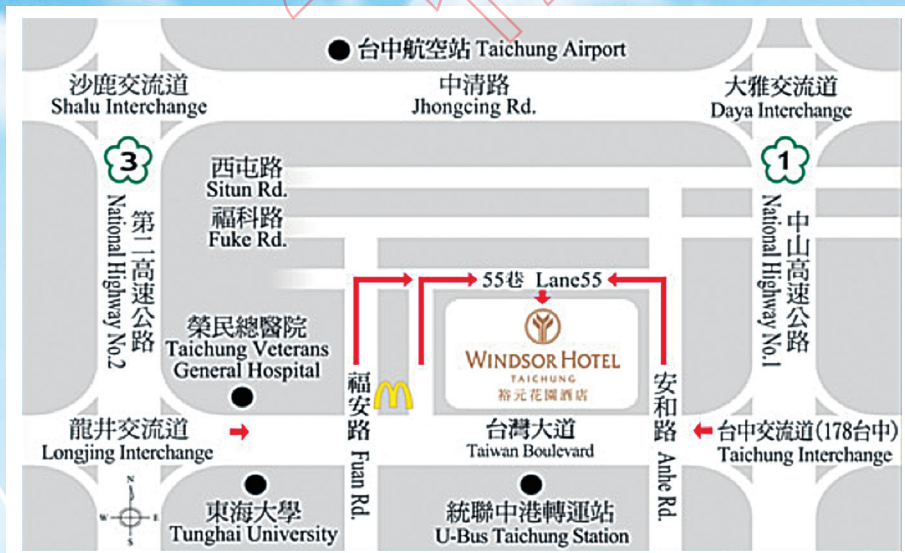 台中航空站 Taichung Airport
沙鹿交流道
Shalu Interchange
中清路
Jhongcing Rd.
大雅交流道
Daya Interchange
3
1
西屯路
Situn Rd.
福科路
Fuke Rd.
第二高速公路
National Highway No.2
中山高速公路
National Highway No.1
55巷 Lane55
WINDSOR HOTEL
TAICHUNG
裕元花園酒店
榮民總醫院
Taichung Veterans
General Hospital
福安路 Fuan Rd.
安和路 Anhe Rd.
龍井交流道
Longjing Interchange
台灣大道
Taiwan Boulevard
台中交流道(178台中)
Taichung Interchange
N
W E
S
東海大學
Tunghai University
統聯中港轉運站
U-Bus Taichung Station